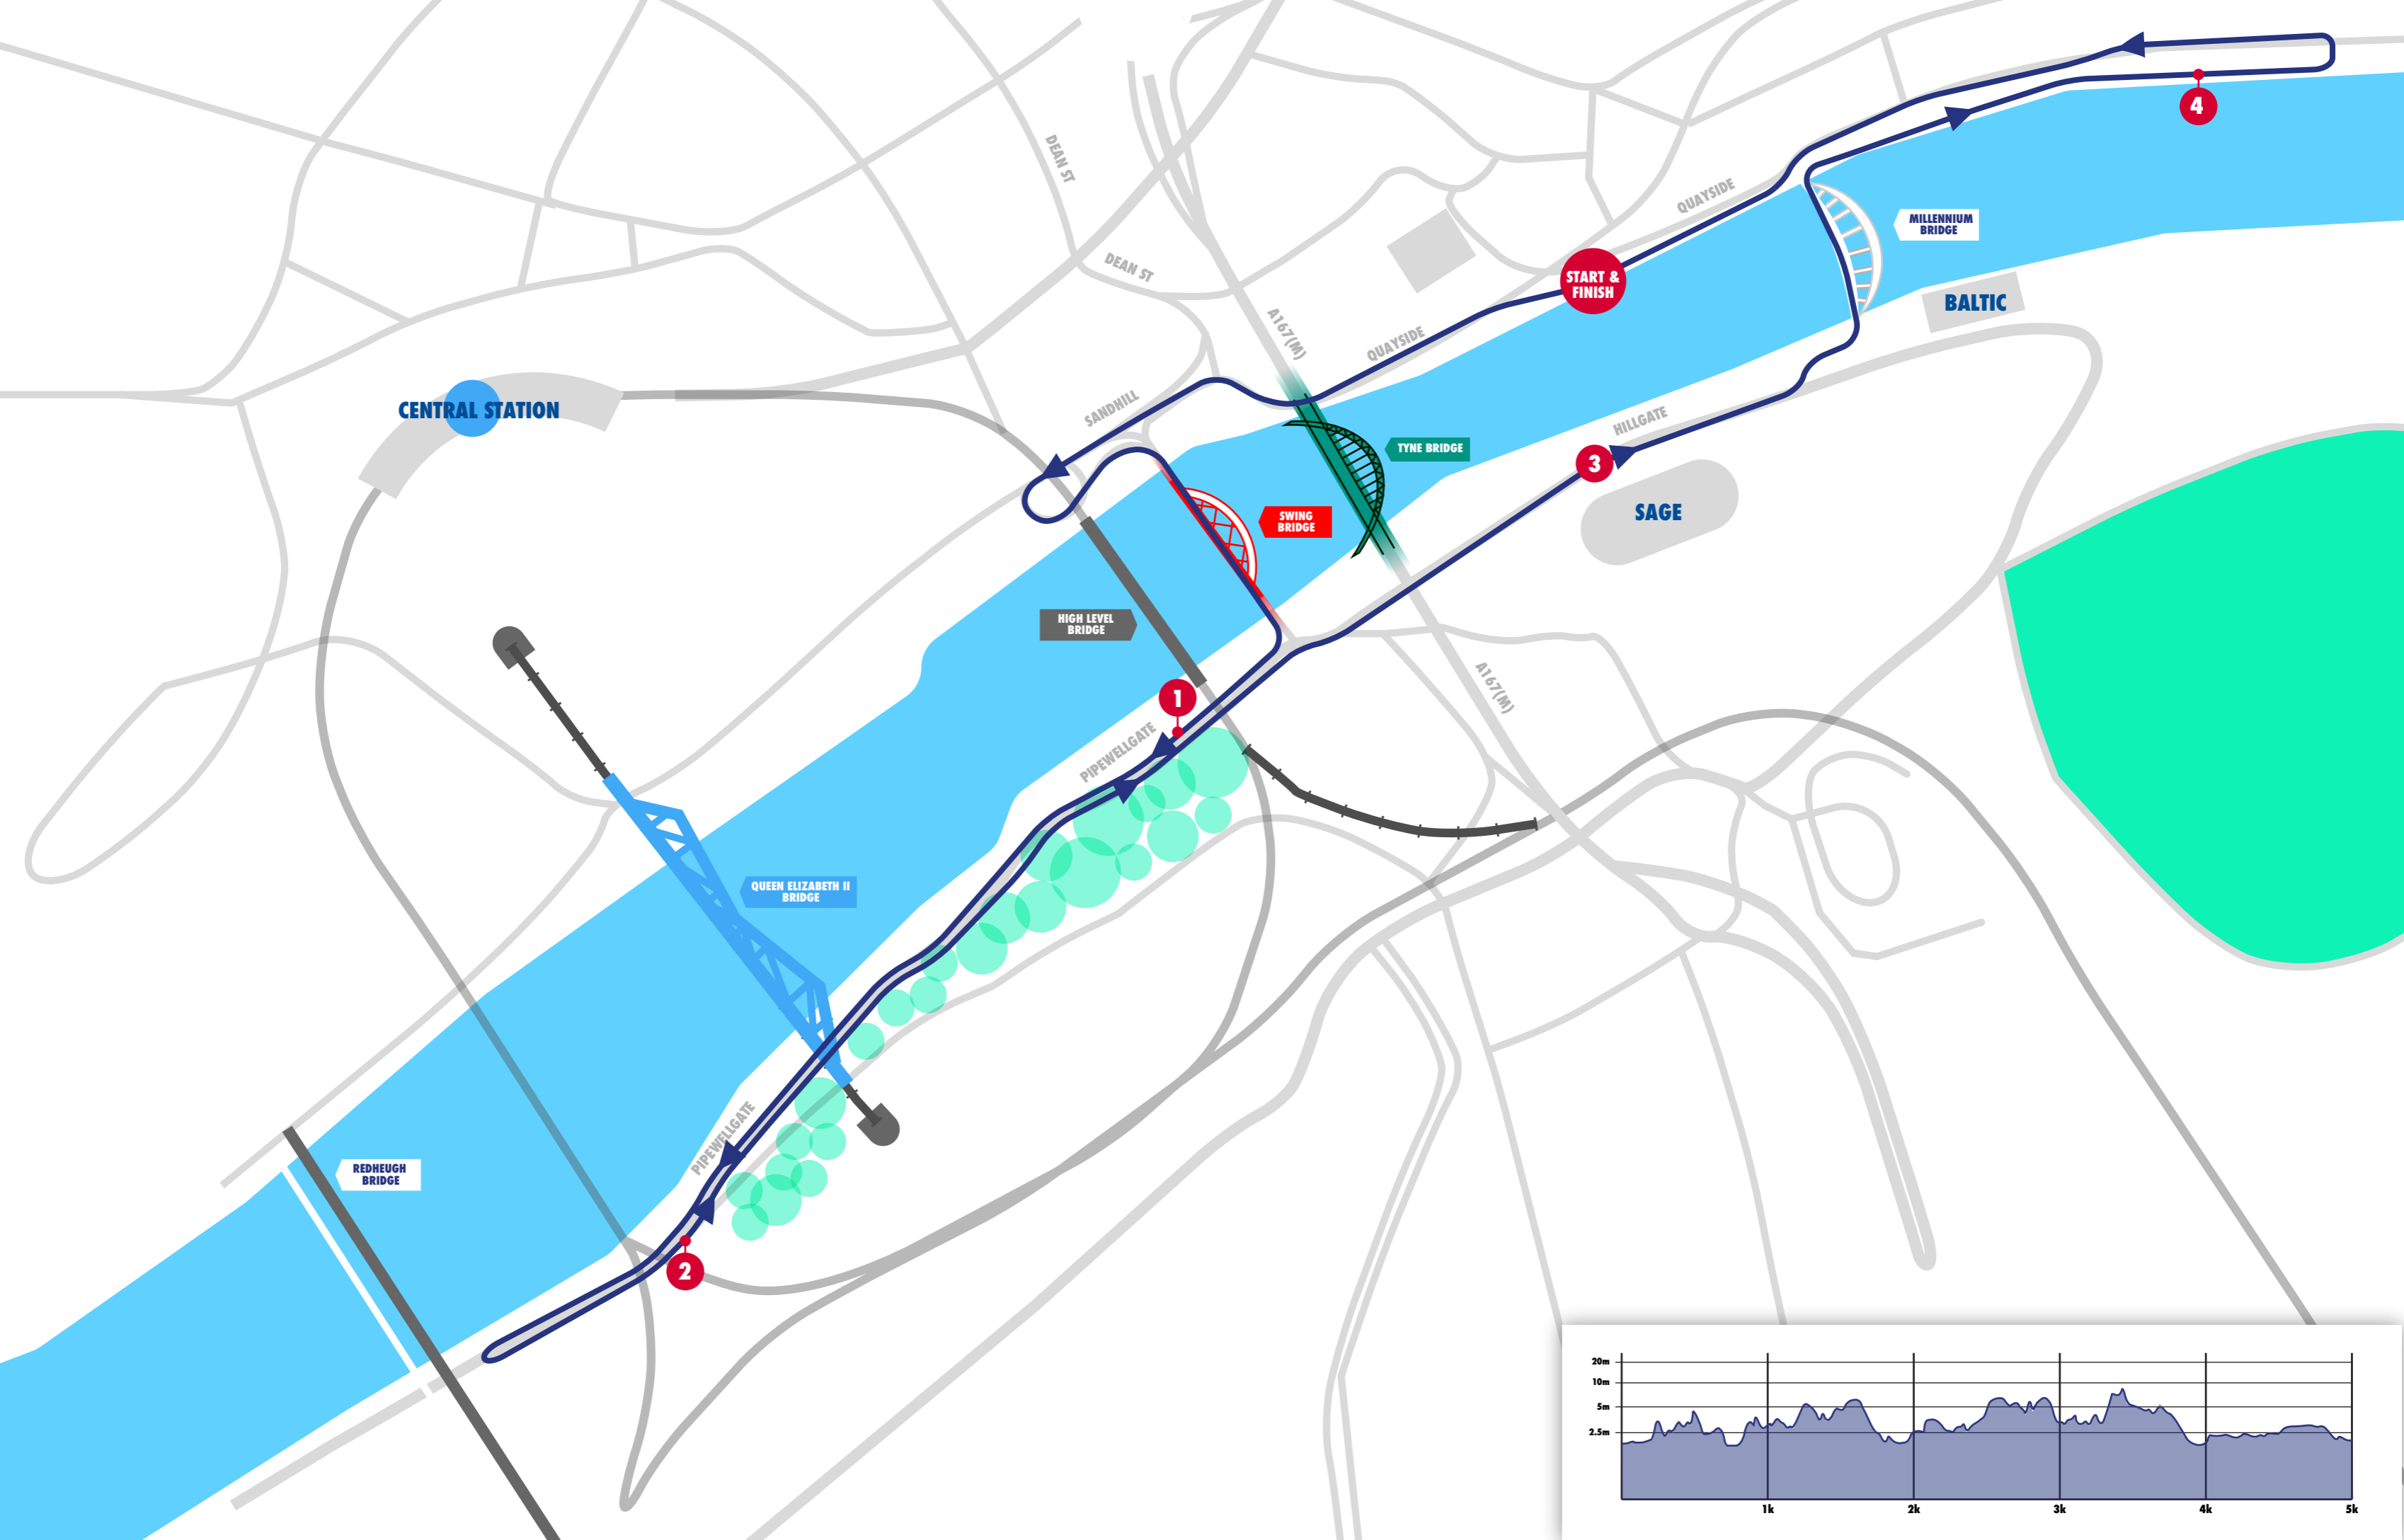 4
DEAN ST
QUAYSIDE
MILLENNIUM
BRIDGE
DEAN ST
START &
FINISH
BALTIC
A167(M)
QUAYSIDE
CENTRAL STATION
SANDHILL
HILLGATE
TYNE BRIDGE
3
SAGE
SWING
BRIDGE
HIGH LEVEL
BRIDGE
A167(M)
1
PIPEWELLGATE
QUEEN ELIZABETH II
BRIDGE
PIPEWELLGATE
REDHEUGH
BRIDGE
2
20m
10m
5m
2.5m
1k
2k
3k
4k
5k